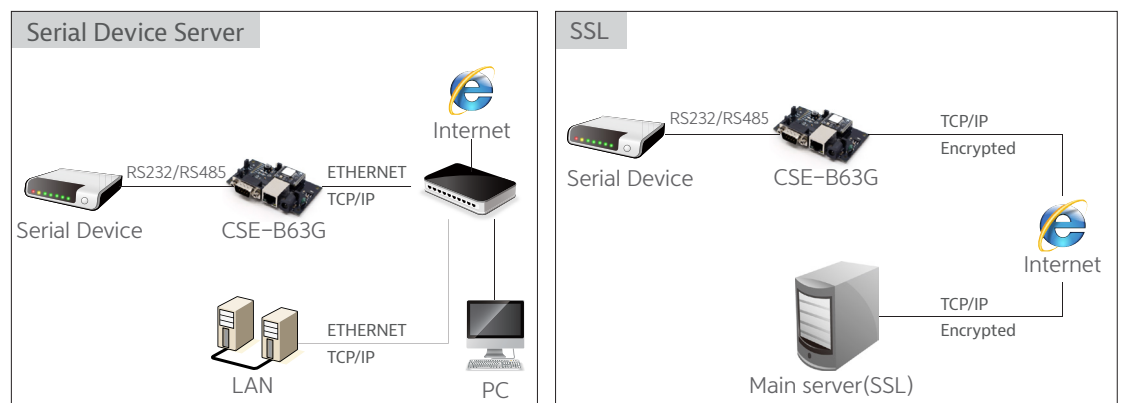 Serial Device Server
Internet
RS232/RS485
ETHERNET
TCP/IP
Serial Device
CSE-B63G
ETHERNET
TCP/IP
LAN
PC
SSL
RS232/RS485
TCP/IP
Encrypted
Serial Device
CSE-B63G
Internet
TCP/IP
Encrypted
Main server(SSL)